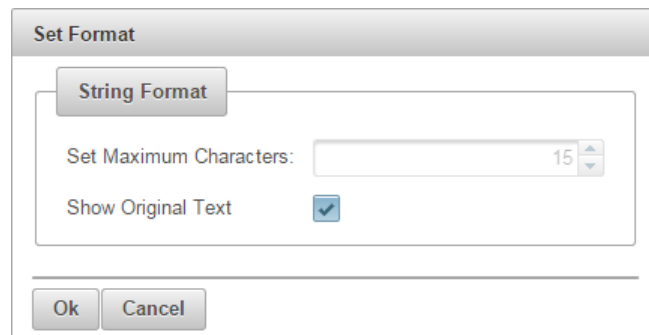 Set Format
String Format
Set Maximum Characters: 15
Show Original Text
Ok Cancel